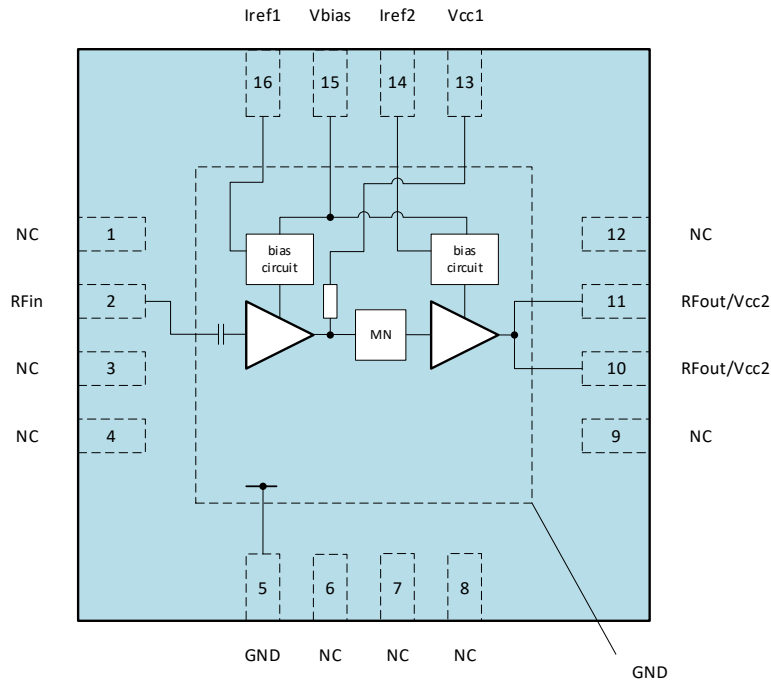 Iref1 Vbias Iref2 Vcc1
16 15 14 13
NC 1 12 NC
bias circuit bias circuit
RFin 2 11 RFout/Vcc2
MN
NC 3 10 RFout/Vcc2
NC 4 9 NC
5 6 7 8
GND NC NC NC
GND